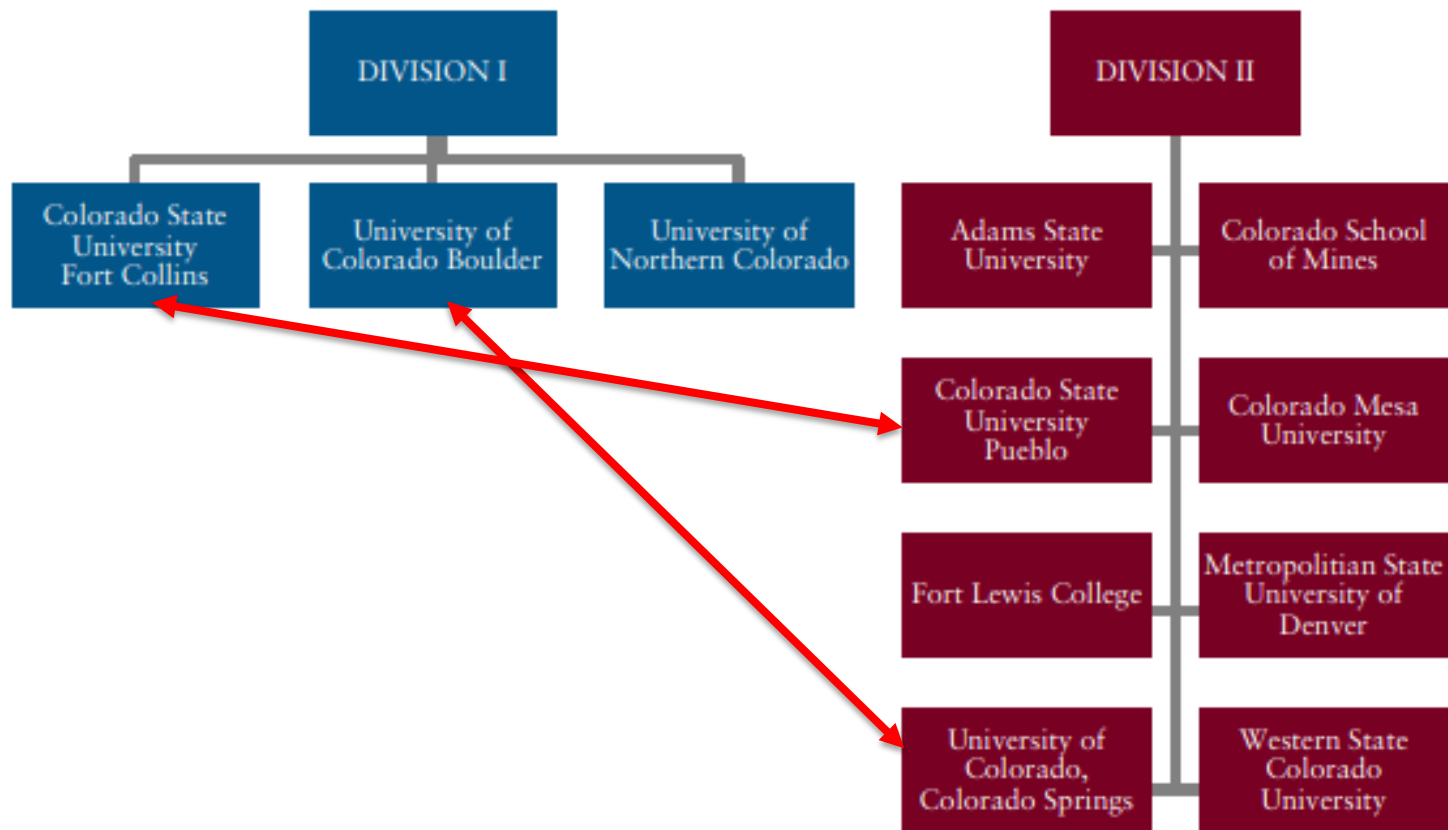 DIVISION I
Colorado State
University
Fort Collins
University of
Colorado Boulder
University of
Northern Colorado
DIVISION II
Adams State
University
Colorado School
of Mines
Colorado State
University
Pueblo
Colorado Mesa
University
Fort Lewis College
Metropolitian State
University of
Denver
University of
Colorado,
Colorado Springs
Western State
Colorado
University